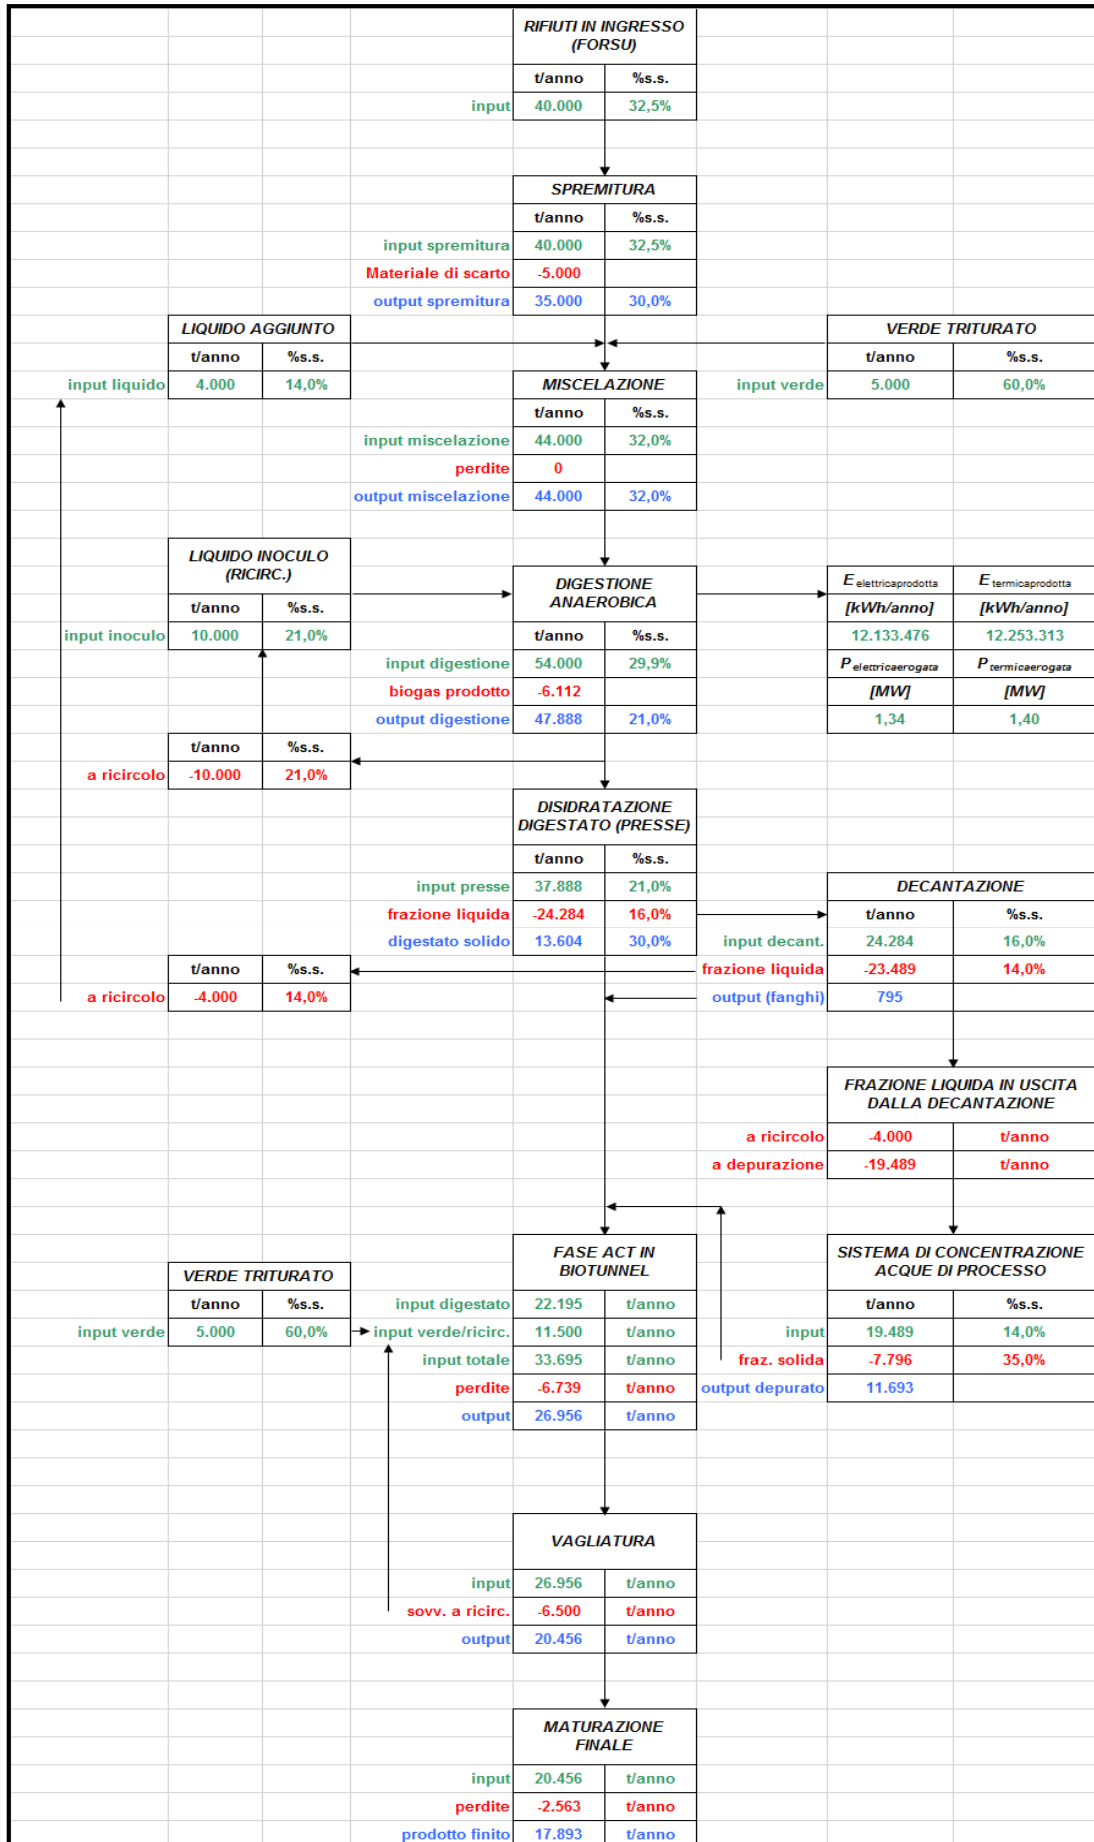 RIFIUTI IN INGRESSO
(FORSU)
t/anno %s.s.
input 40.000 32,5%
SPREMITURA
t/anno %s.s.
input spremitura 40.000 32,5%
Materiale di scarto -5.000
output spremitura 35.000 30,0%
LIQUIDO AGGIUNTO
t/anno %s.s.
input liquido 4.000 14,0%
VERDE TRITURATO
t/anno %s.s.
input verde 5.000 60,0%
MISCELAZIONE
t/anno %s.s.
input miscelazione 44.000 32,0%
perdite 0
output miscelazione 44.000 32,0%
LIQUIDO INOCULO
(RICIRC.)
t/anno %s.s.
input inoculo 10.000 21,0%
DIGESTIONE
ANAEROBICA
t/anno %s.s.
input digestione 54.000 29,9%
biogas prodotto -6.112
output digestione 47.888 21,0%
E elettricaprodotta E termicaprodotta
[kWh/anno] [kWh/anno]
12.133.476 12.253.313
P elettricaerogata P termicaerogata
[MW] [MW]
1,34 1,40
t/anno %s.s.
a ricircolo -10.000 21,0%
DISIDRATAZIONE
DIGESTATO (PRESSE)
t/anno %s.s.
input presse 37.888 21,0%
frazione liquida -24.284 16,0%
digestato solido 13.604 30,0%
DECANTAZIONE
t/anno %s.s.
input decant. 24.284 16,0%
frazione liquida -23.489 14,0%
output (fanghi) 795
t/anno %s.s.
a ricircolo -4.000 14,0%
FRAZIONE LIQUIDA IN USCITA
DALLA DECANTAZIONE
a ricircolo -4.000 t/anno
a depurazione -19.489 t/anno
FASE ACT IN
BIOTUNNEL
input digestato 22.195 t/anno
input verde/ricirc. 11.500 t/anno
input totale 33.695 t/anno
perdite -6.739 t/anno
output 26.956 t/anno
VERDE TRITURATO
t/anno %s.s.
input verde 5.000 60,0%
SISTEMA DI CONCENTRAZIONE
ACQUE DI PROCESSO
t/anno %s.s.
input 19.489 14,0%
fraz. solida -7.796 35,0%
output depurato 11.693
VAGLIATURA
input 26.956 t/anno
sovv. a ricirc. -6.500 t/anno
output 20.456 t/anno
MATURAZIONE
FINALE
input 20.456 t/anno
perdite -2.563 t/anno
prodotto finito 17.893 t/anno